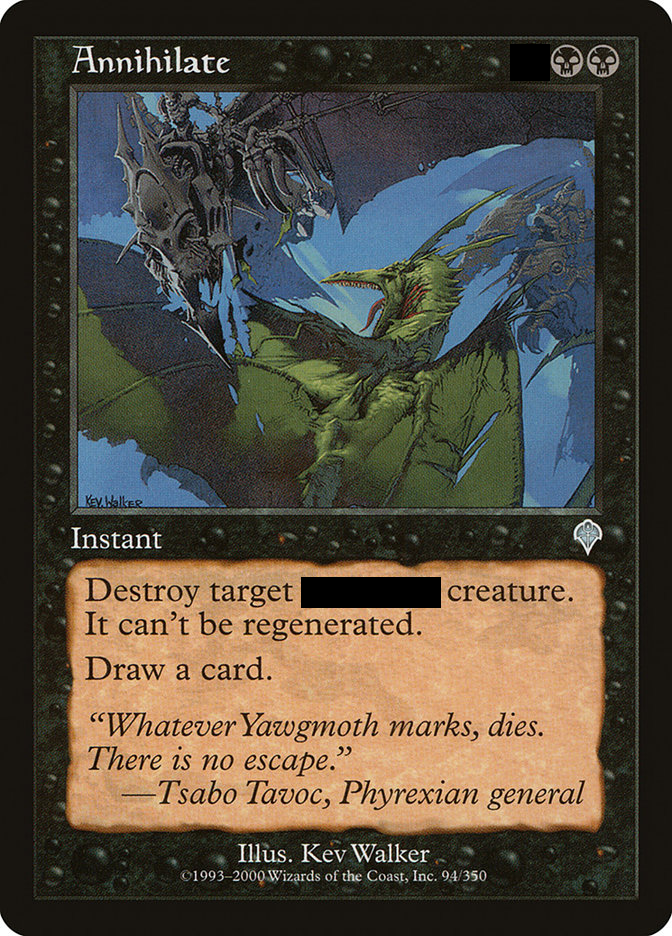 Annihilate
KEV. WALKER
Instant
Destroy target creature.
It can't be regenerated.
Draw a card.
“Whatever Yawgmoth marks, dies.
There is no escape.”
—Tsabo Tavoc, Phyrexian general
Illus. Kev Walker
©1993–2000 Wizards of the Coast, Inc. 94/350